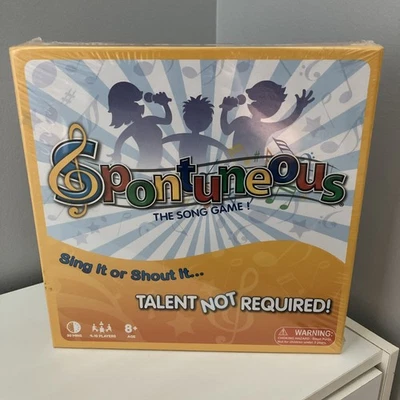 Spontuneous
THE SONG GAME!
Sing It or Shout It...
TALENT NOT REQUIRED!
8+
WARNING: